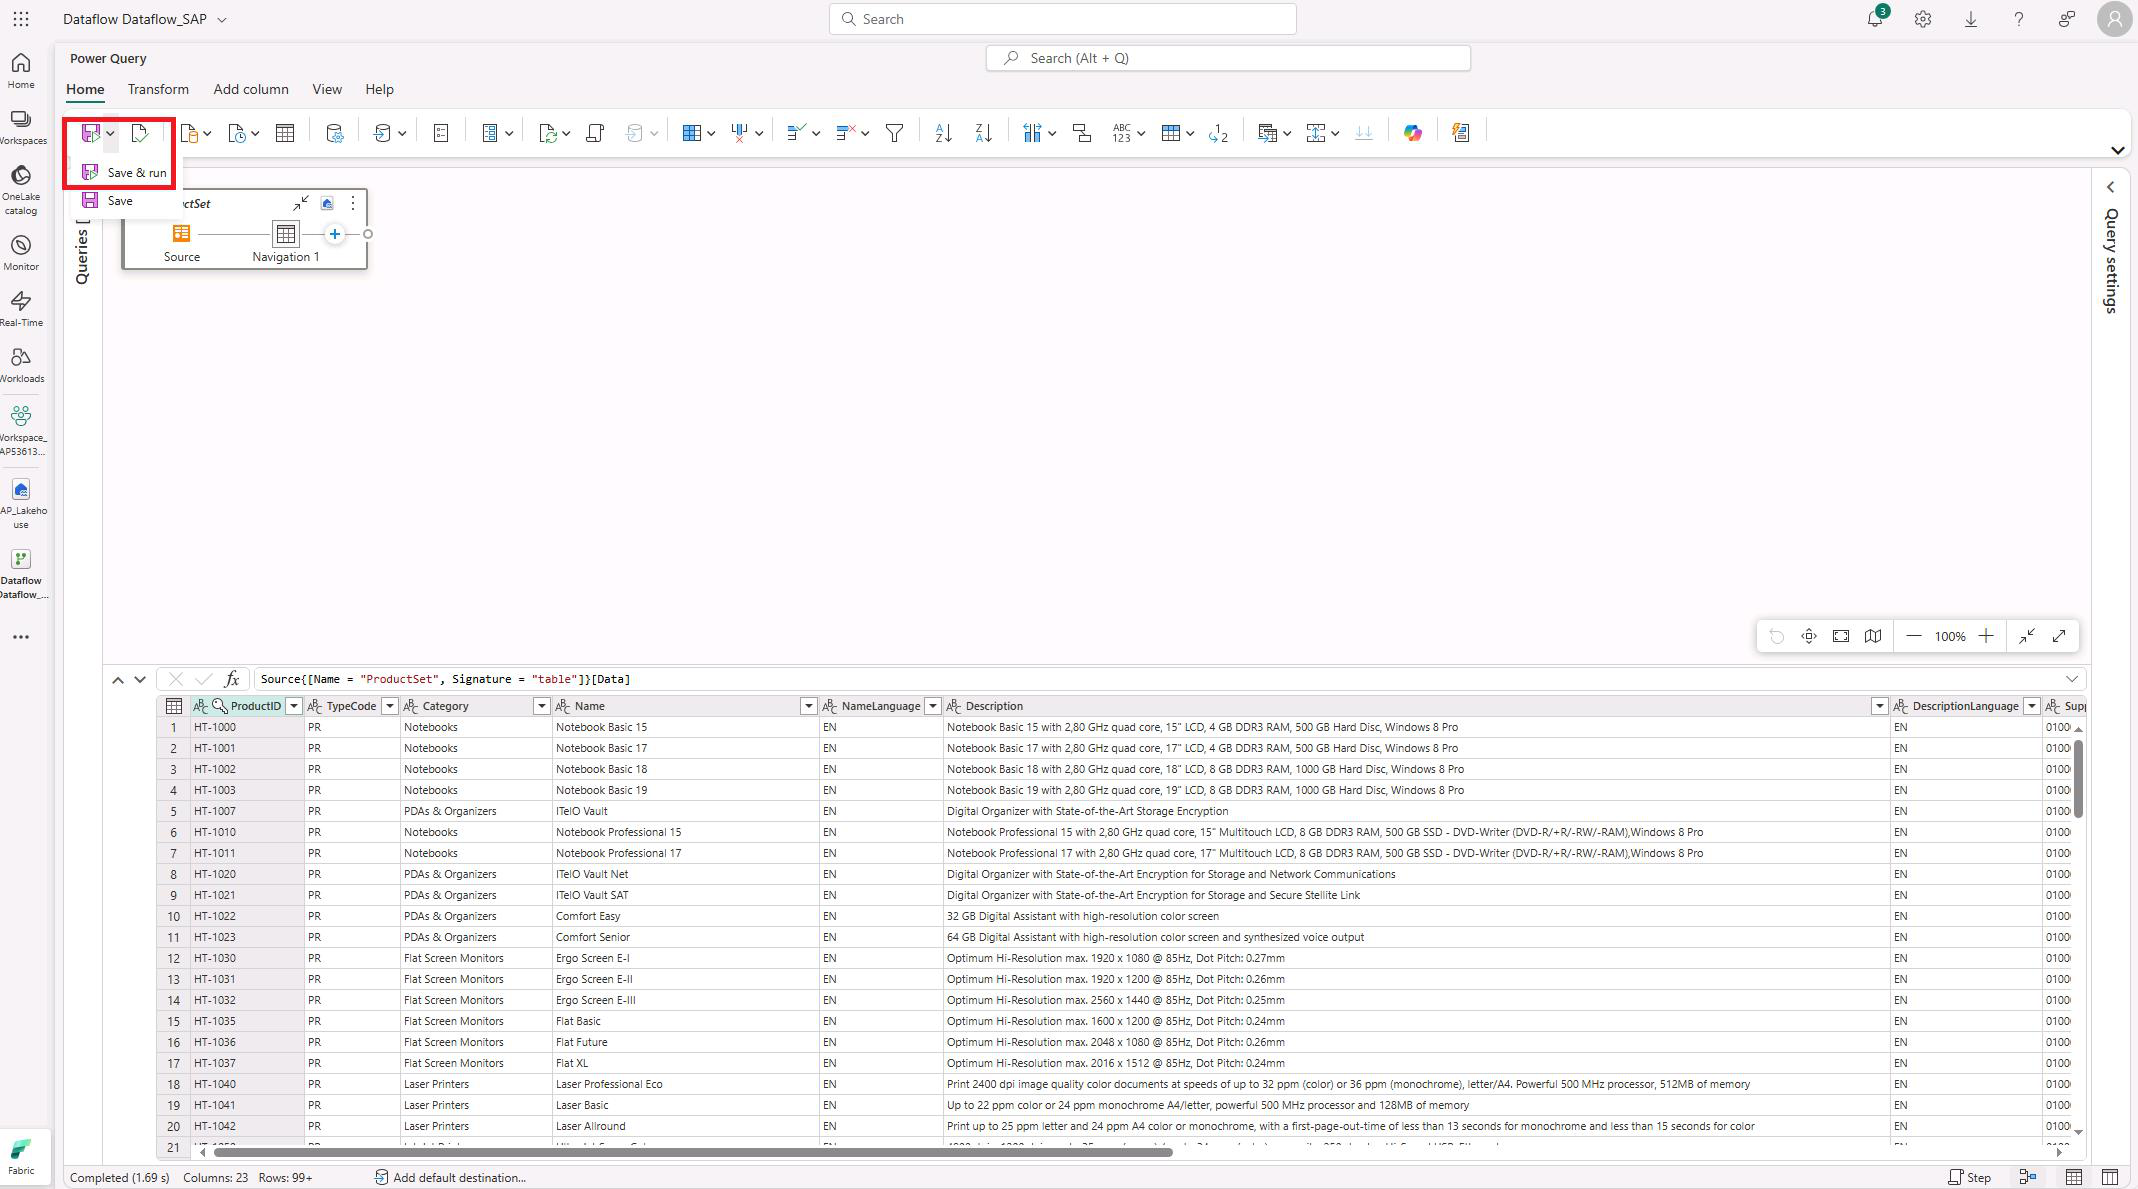 Dataflow Dataflow_SAP
Search
3
Home
Workspaces
OneLake
catalog
Monitor
Real-Time
Workloads
Workspace_
AP53613...
AP_Lakeho
use
Dataflow
Dataflow_...
Fabric
Power Query
Search (Alt + Q)
Home Transform Add column View Help
Save & run
Save
Queries
Source
Navigation 1
Query settings
100%
Source{[Name = "ProductSet", Signature = "table"]}[Data]
ProductID TypeCode Category Name NameLanguage Description DescriptionLanguage
1 HT-1000 PR Notebooks Notebook Basic 15 EN Notebook Basic 15 with 2,80 GHz quad core, 15" LCD, 4 GB DDR3 RAM, 500 GB Hard Disc, Windows 8 Pro EN
2 HT-1001 PR Notebooks Notebook Basic 17 EN Notebook Basic 17 with 2,80 GHz quad core, 17" LCD, 4 GB DDR3 RAM, 500 GB Hard Disc, Windows 8 Pro EN
3 HT-1002 PR Notebooks Notebook Basic 18 EN Notebook Basic 18 with 2,80 GHz quad core, 18" LCD, 8 GB DDR3 RAM, 1000 GB Hard Disc, Windows 8 Pro EN
4 HT-1003 PR Notebooks Notebook Basic 19 EN Notebook Basic 19 with 2,80 GHz quad core, 19" LCD, 8 GB DDR3 RAM, 1000 GB Hard Disc, Windows 8 Pro EN
5 HT-1007 PR PDAs & Organizers ITelO Vault EN Digital Organizer with State-of-the-Art Storage Encryption EN
6 HT-1010 PR Notebooks Notebook Professional 15 EN Notebook Professional 15 with 2,80 GHz quad core, 15" Multitouch LCD, 8 GB DDR3 RAM, 500 GB SSD - DVD-Writer (DVD-R/+R/-RW/-RAM),Windows 8 Pro EN
7 HT-1011 PR Notebooks Notebook Professional 17 EN Notebook Professional 17 with 2,80 GHz quad core, 17" Multitouch LCD, 8 GB DDR3 RAM, 500 GB SSD - DVD-Writer (DVD-R/+R/-RW/-RAM),Windows 8 Pro EN
8 HT-1020 PR PDAs & Organizers ITelO Vault Net EN Digital Organizer with State-of-the-Art Encryption for Storage and Network Communications EN
9 HT-1021 PR PDAs & Organizers ITelO Vault SAT EN Digital Organizer with State-of-the-Art Encryption for Storage and Secure Stellite Link EN
10 HT-1022 PR PDAs & Organizers Comfort Easy EN 32 GB Digital Assistant with high-resolution color screen EN
11 HT-1023 PR PDAs & Organizers Comfort Senior EN 64 GB Digital Assistant with high-resolution color screen and synthesized voice output EN
12 HT-1030 PR Flat Screen Monitors Ergo Screen E-I EN Optimum Hi-Resolution max. 1920 x 1080 @ 85Hz, Dot Pitch: 0.27mm EN
13 HT-1031 PR Flat Screen Monitors Ergo Screen E-II EN Optimum Hi-Resolution max. 1920 x 1200 @ 85Hz, Dot Pitch: 0.26mm EN
14 HT-1032 PR Flat Screen Monitors Ergo Screen E-III EN Optimum Hi-Resolution max. 2560 x 1440 @ 85Hz, Dot Pitch: 0.25mm EN
15 HT-1035 PR Flat Screen Monitors Flat Basic EN Optimum Hi-Resolution max. 1600 x 1200 @ 85Hz, Dot Pitch: 0.24mm EN
16 HT-1036 PR Flat Screen Monitors Flat Future EN Optimum Hi-Resolution max. 2048 x 1080 @ 85Hz, Dot Pitch: 0.26mm EN
17 HT-1037 PR Flat Screen Monitors Flat XL EN Optimum Hi-Resolution max. 2016 x 1512 @ 85Hz, Dot Pitch: 0.24mm EN
18 HT-1040 PR Laser Printers Laser Professional Eco EN Print 2400 dpi image quality color documents at speeds of up to 32 ppm (color) or 36 ppm (monochrome), letter/A4. Powerful 500 MHz processor, 512MB of memory EN
19 HT-1041 PR Laser Printers Laser Basic EN Up to 22 ppm color or 24 ppm monochrome A4/letter, powerful 500 MHz processor and 128MB of memory EN
20 HT-1042 PR Laser Printers Laser Allround EN Print up to 25 ppm letter and 24 ppm A4 color or monochrome, with a first-page-out-time of less than 13 seconds for monochrome and less than 15 seconds for color EN
21
Completed (1.69 s) Columns: 23 Rows: 99+ Add default destination... Step